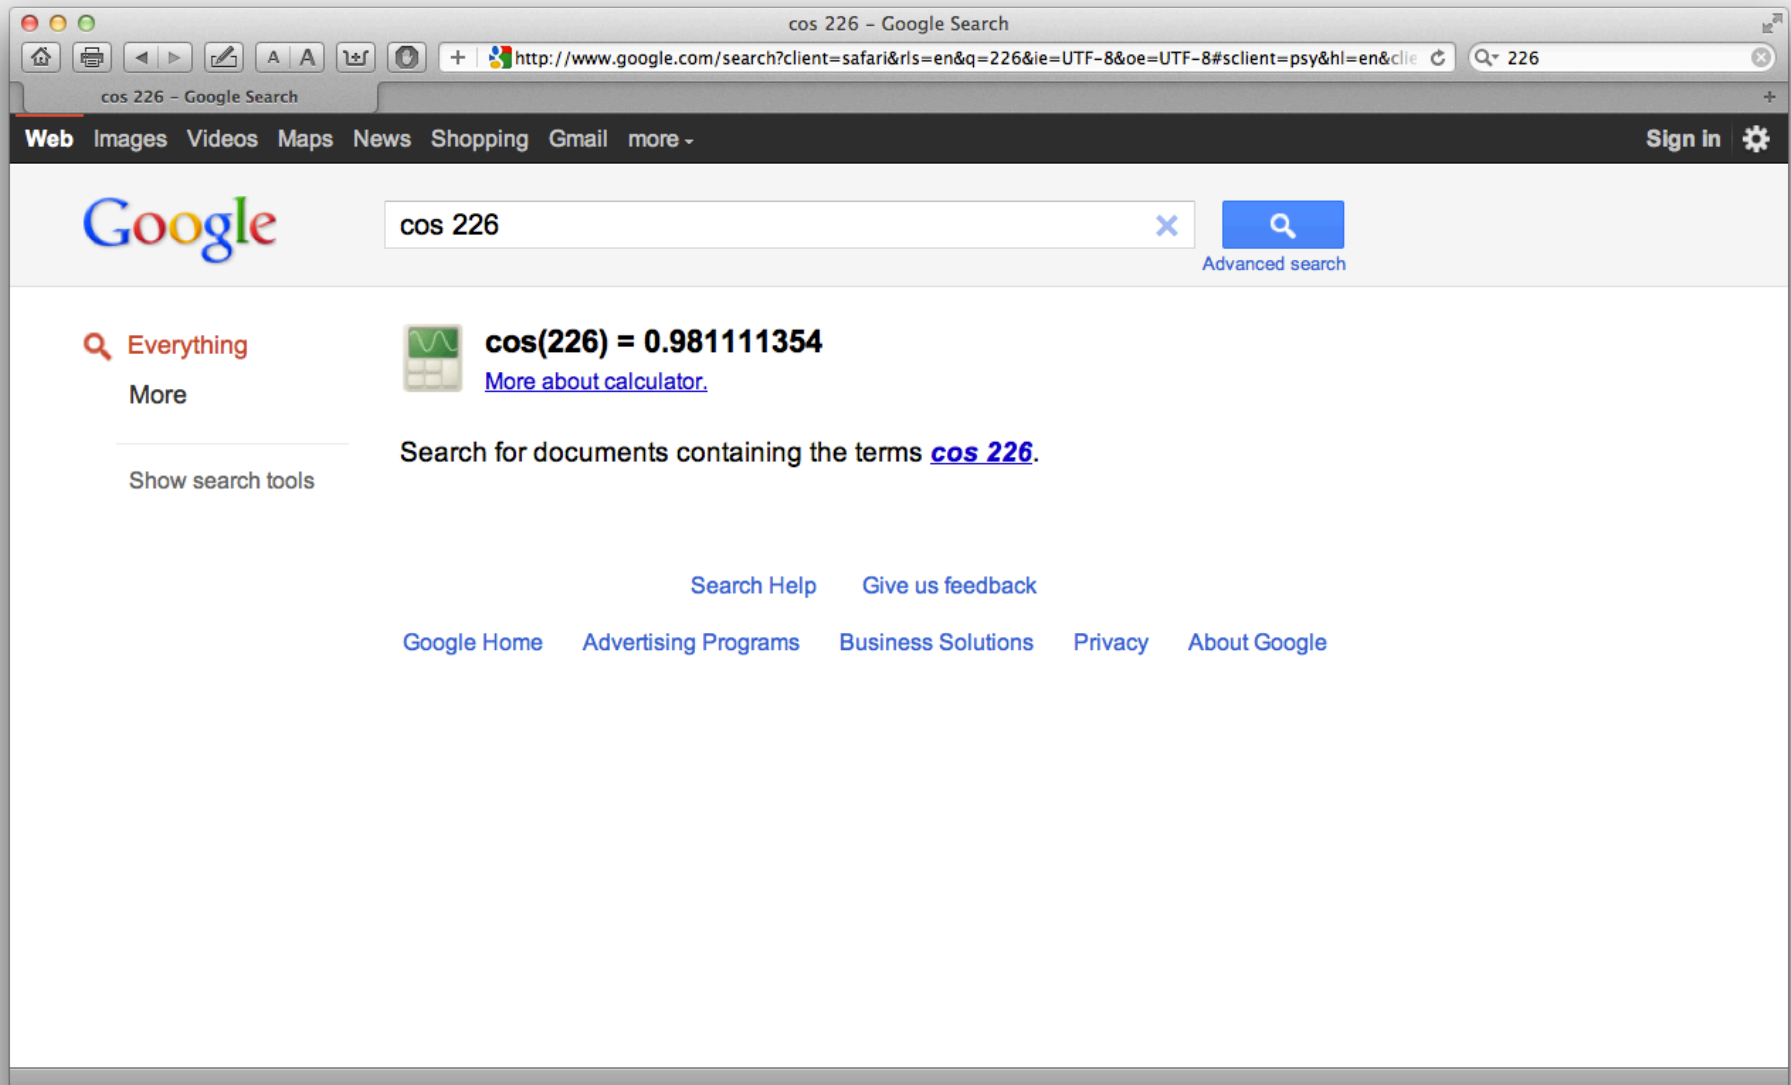 cos 226 – Google Search
A A + http://www.google.com/search?client=safari&rls=en&q=226&ie=UTF-8&oe=UTF-8#sclient=psy&hl=en&clie 226
cos 226 – Google Search +
Web Images Videos Maps News Shopping Gmail more Sign in
Google cos 226
Advanced search
Everything
More
Show search tools
cos(226) = 0.981111354
More about calculator.
Search for documents containing the terms cos 226.
Search Help Give us feedback
Google Home Advertising Programs Business Solutions Privacy About Google